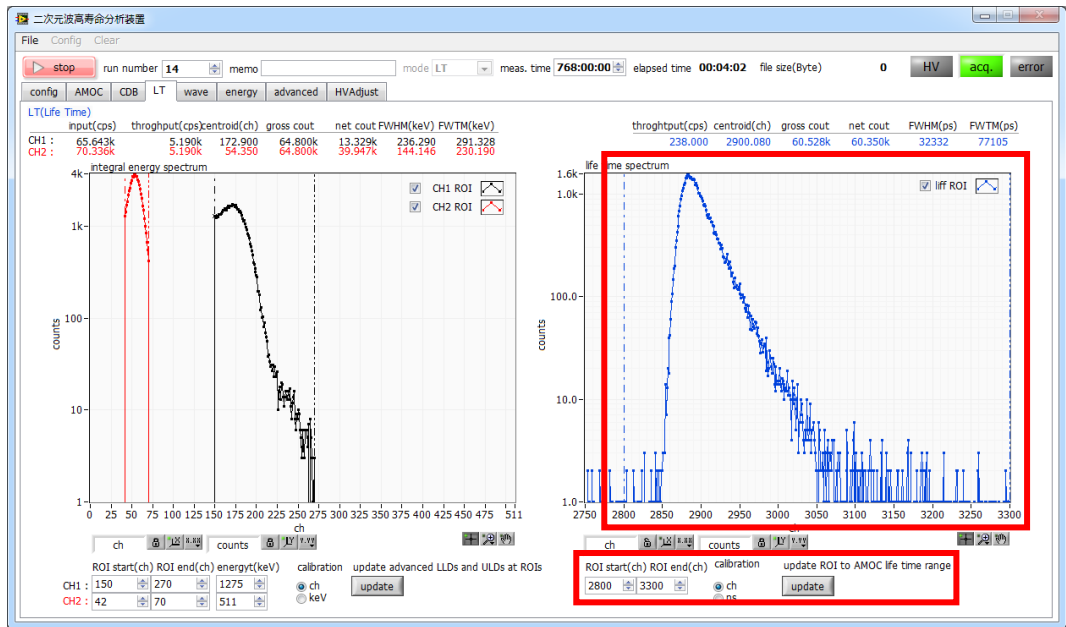 二次元波高寿命分析装置
File Config Clear
stop run number 14 memo mode LT meas. time 768:00:00 elapsed time 00:04:02 file size(Byte) 0 HV acq. error
config AMOC CDB LT wave energy advanced HVAdjust
LT(Life Time)
input(cps) throghput(cps) centroid(ch) gross cout net cout FWHM(keV) FWTM(keV)
CH1 : 65.643k 5.190k 172.900 64.800k 13.329k 236.290 291.328
CH2 : 70.336k 5.190k 54.350 64.800k 39.947k 144.146 230.190
throghtput(cps) centroid(ch) gross cout net cout FWHM(ps) FWTM(ps)
238.000 2900.080 60.528k 60.350k 32332 77105
integral energy spectrum
CH1 ROI
CH2 ROI
4k
1k
100
10
1
counts
0 25 50 75 100 125 150 175 200 225 250 275 300 325 350 375 400 425 450 475 511
ch
life time spectrum
liff ROI
1.6k
1.0k
100.0
10.0
1.0
counts
2750 2800 2850 2900 2950 3000 3050 3100 3150 3200 3250 3300
ch
ch counts
ROI start(ch) ROI end(ch) energyt(keV) calibration update advanced LLDs and ULDs at ROIs
CH1 : 150 270 1275 ch update
CH2 : 42 70 511 keV
ch counts
ROI start(ch) ROI end(ch) calibration update ROI to AMOC life time range
2800 3300 ch update
ns